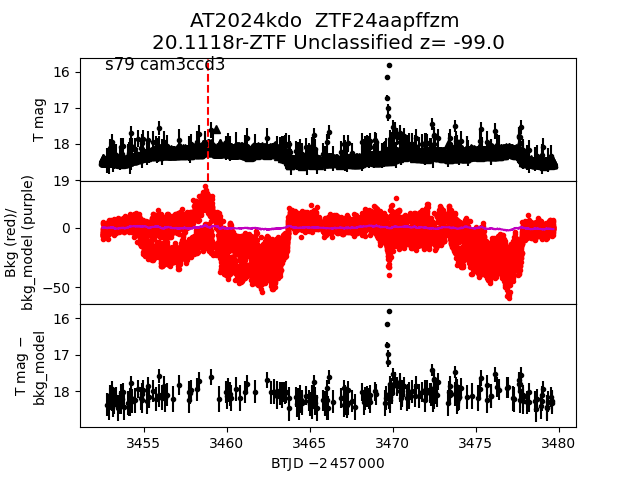 AT2024kdo  ZTF24aapffzm
20.1118r-ZTF Unclassified z= -99.0
s79 cam3ccd3
T mag
16
17
18
19
Bkg (red)/
bkg_model (purple)
0
−50
T mag −
bkg_model
16
17
18
3455
3460
3465
3470
3475
3480
BTJD −2 457 000